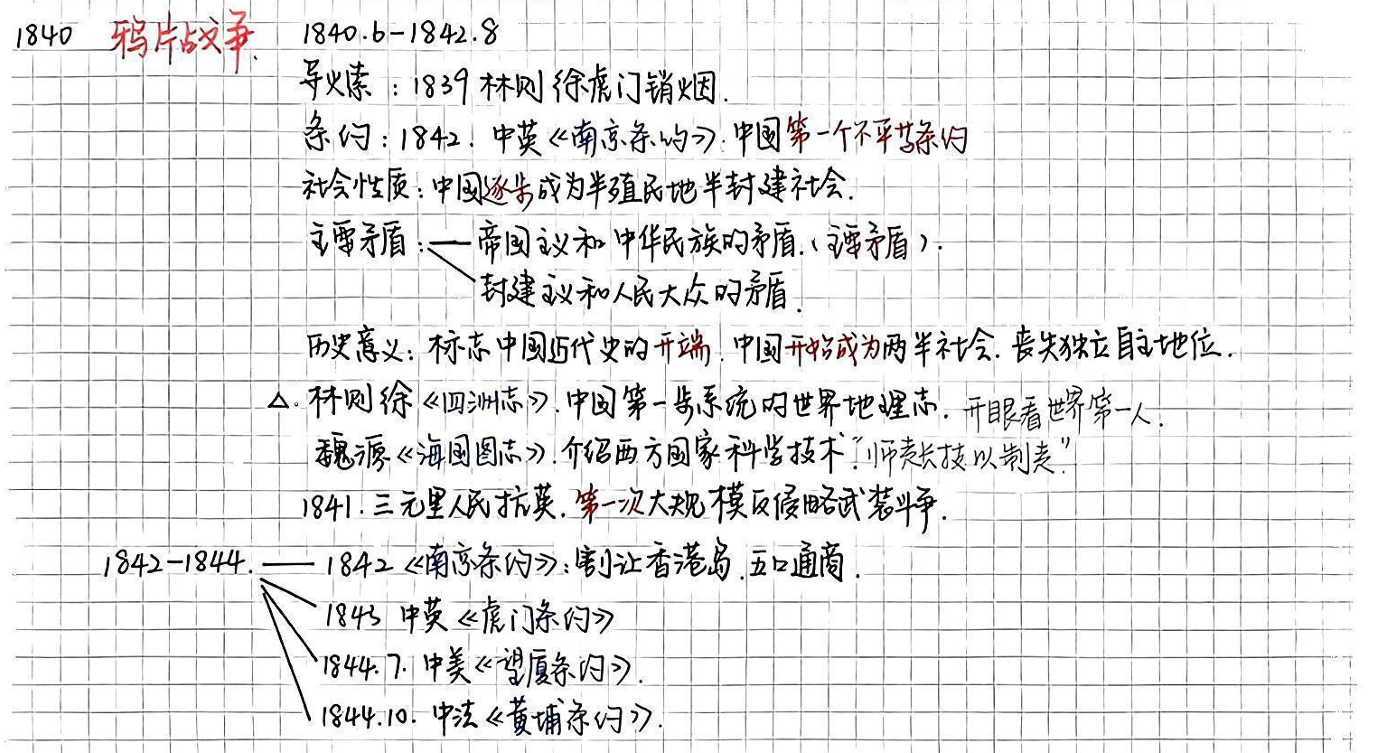 1840 鸦片战争. 1840.6-1842.8
导火索：1839 林则徐虎门销烟.
条约：1842. 中英《南京条约》. 中国第一个不平等条约
社会性质：中国逐步成为半殖民地半封建社会.
主要矛盾：帝国主义和中华民族的矛盾.（主要矛盾）.
封建主义和人民大众的矛盾.
历史意义：标志中国近代史的开端. 中国开始成为两半社会. 丧失独立自主地位.
△. 林则徐《四洲志》. 中国第一步系统的世界地理志. 开眼看世界第一人.
魏源《海国图志》. 介绍西方国家科学技术“师夷长技以制夷”
1841. 三元里人民抗英. 第一次大规模反侵略武装斗争.
1842-1844. 1842《南京条约》：割让香港岛. 五口通商.
1843 中英《虎门条约》
1844.7. 中美《望厦条约》.
1844.10. 中法《黄埔条约》.